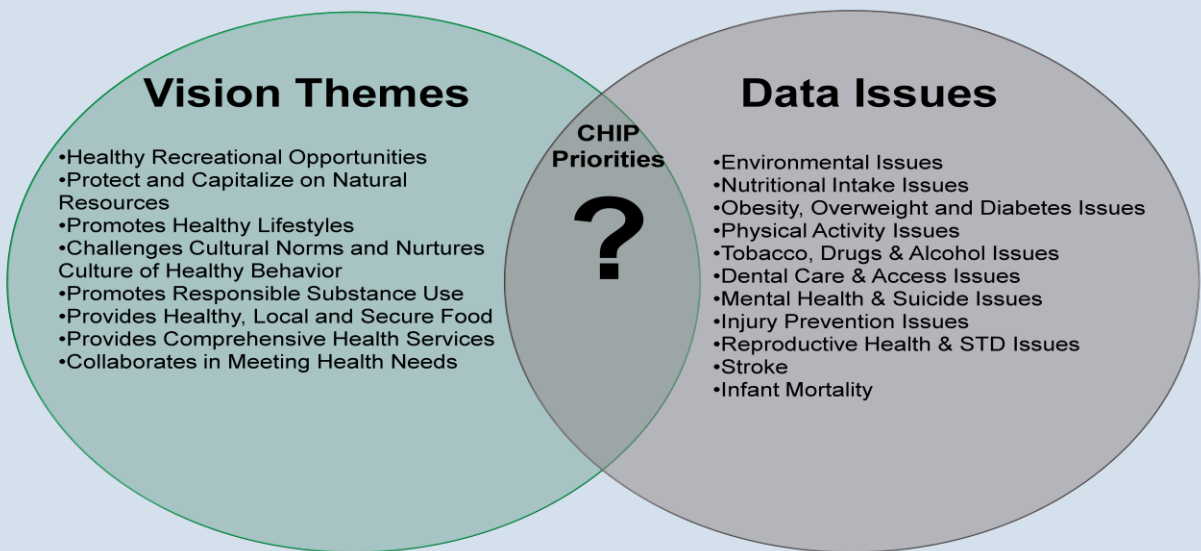 Vision Themes
•Healthy Recreational Opportunities
•Protect and Capitalize on Natural
Resources
•Promotes Healthy Lifestyles
•Challenges Cultural Norms and Nurtures
Culture of Healthy Behavior
•Promotes Responsible Substance Use
•Provides Healthy, Local and Secure Food
•Provides Comprehensive Health Services
•Collaborates in Meeting Health Needs
CHIP
Priorities
?
Data Issues
•Environmental Issues
•Nutritional Intake Issues
•Obesity, Overweight and Diabetes Issues
•Physical Activity Issues
•Tobacco, Drugs & Alcohol Issues
•Dental Care & Access Issues
•Mental Health & Suicide Issues
•Injury Prevention Issues
•Reproductive Health & STD Issues
•Stroke
•Infant Mortality